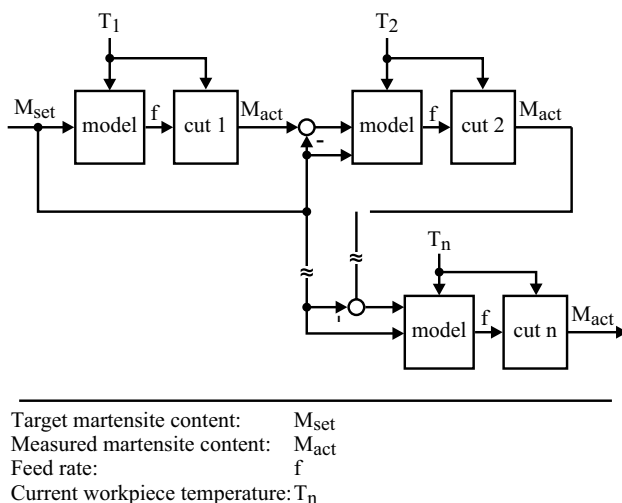 T1
T2
Mset
model
f
cut 1
Mact
-
model
f
cut 2
Mact
≈
≈
Tn
-
model
f
cut n
Mact
Target martensite content: Mset
Measured martensite content: Mact
Feed rate: f
Current workpiece temperature: Tn